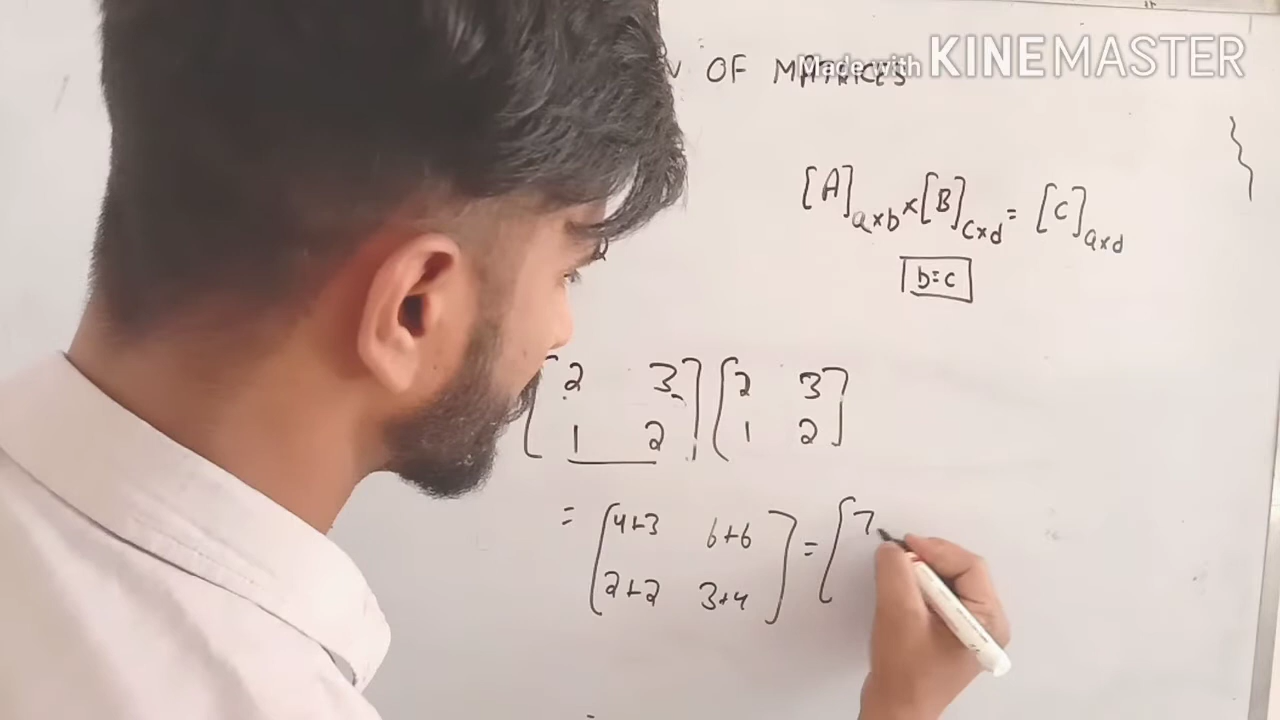 OF MATRICES
Made with KINEMASTER
[A]a×b × [B]c×d = [C]a×d
b=c
[2 3] [2 3]
[1 2] [1 2]
= [4+3 6+6] = [7
[2+2 3+4]